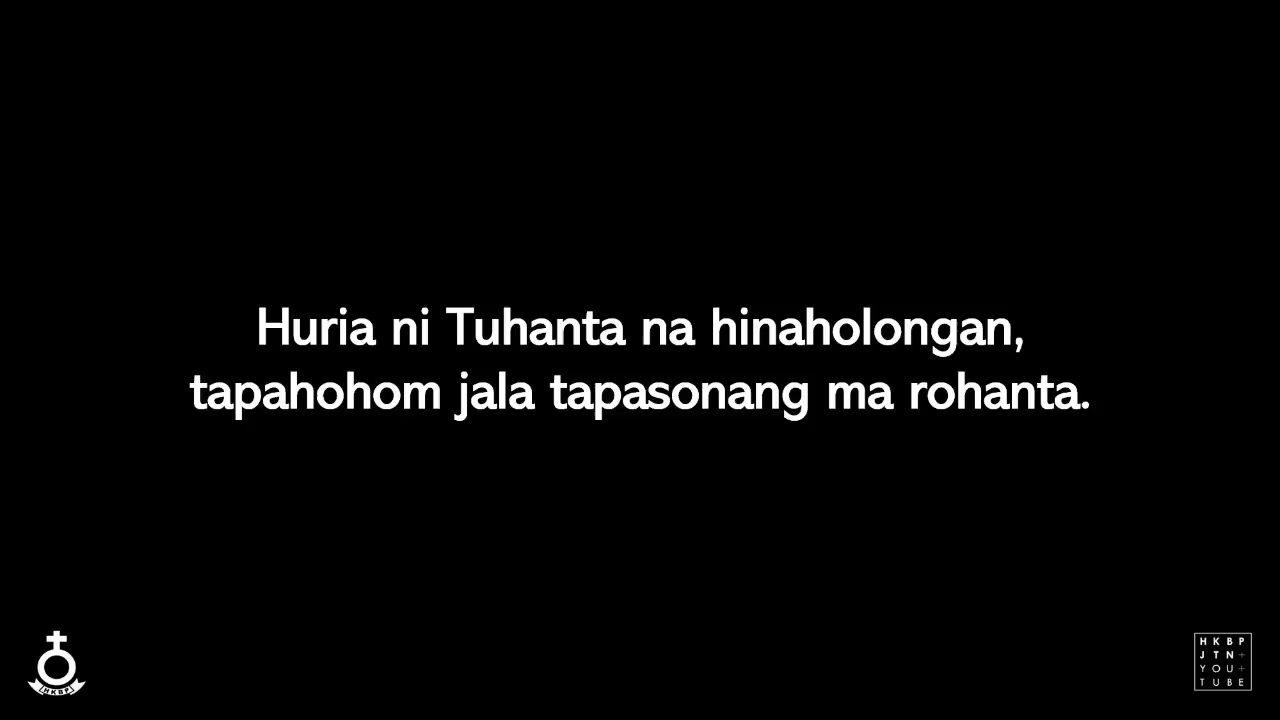 Huria ni Tuhanta na hinaholongan,
tapahohom jala tapasonang ma rohanta.
HKBP
HKBP
JTN+
YOU+
TUBE